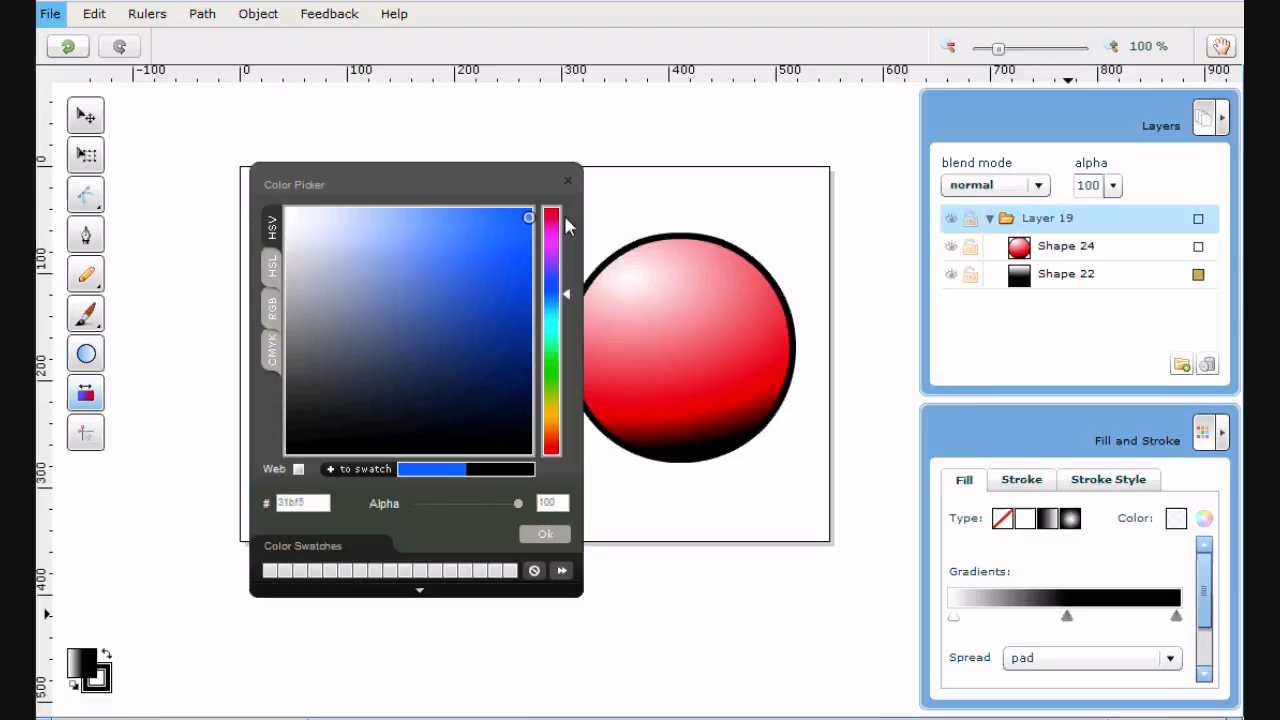 File Edit Rulers Path Object Feedback Help
100 %
-100 0 100 200 300 400 500 600 700 800 900
0
100
200
300
400
500
Layers
blend mode alpha
normal 100
Layer 19
Shape 24
Shape 22
Color Picker
HSV
HSL
RGB
CMYK
Web + to swatch
# 31bf5 Alpha 100
Ok
Color Swatches
Fill and Stroke
Fill Stroke Stroke Style
Type: Color:
Gradients:
Spread pad